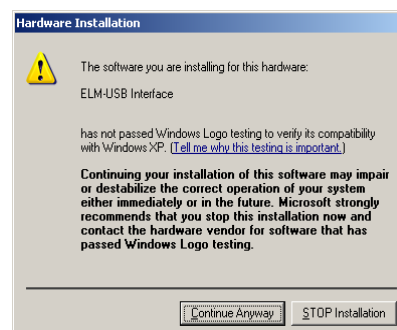 Hardware Installation
The software you are installing for this hardware:
ELM-USB Interface
has not passed Windows Logo testing to verify its compatibility
with Windows XP. (Tell me why this testing is important.)
Continuing your installation of this software may impair
or destabilize the correct operation of your system
either immediately or in the future. Microsoft strongly
recommends that you stop this installation now and
contact the hardware vendor for software that has
passed Windows Logo testing.
Continue Anyway
STOP Installation